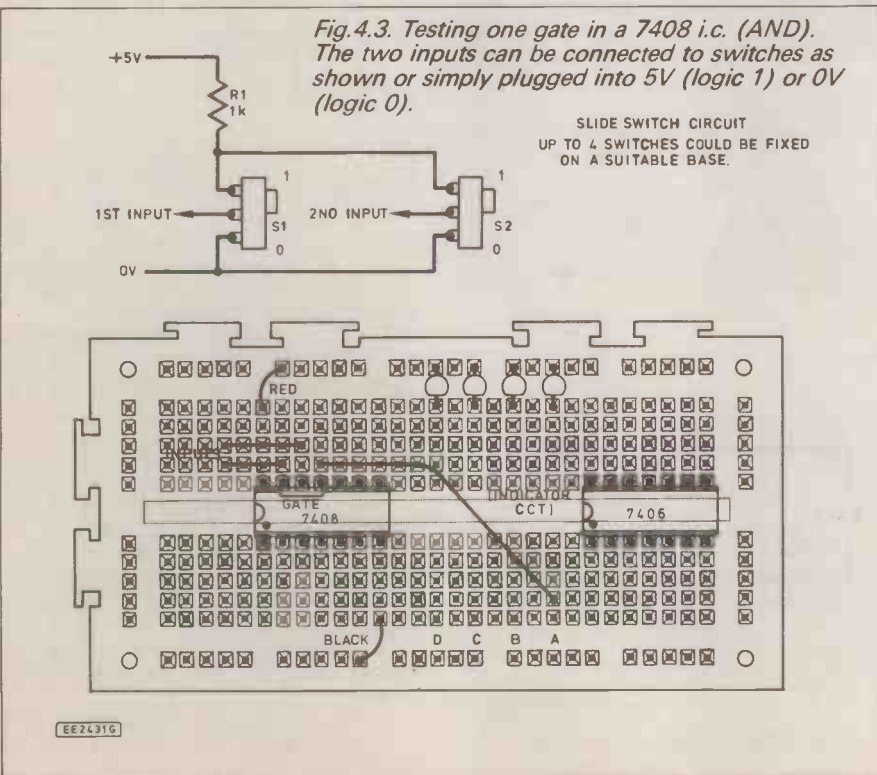 Fig.4.3. Testing one gate in a 7408 i.c. (AND).
The two inputs can be connected to switches as
shown or simply plugged into 5V (logic 1) or 0V
(logic 0).
+5V
R1
1k
SLIDE SWITCH CIRCUIT
UP TO 4 SWITCHES COULD BE FIXED
ON A SUITABLE BASE.
1
1
1ST INPUT
S1
2NO INPUT
S2
0
0
0V
RED
INPUTS
GATE
7408
(INDICATOR
CCT)
7406
BLACK
D C B A
EE2431G